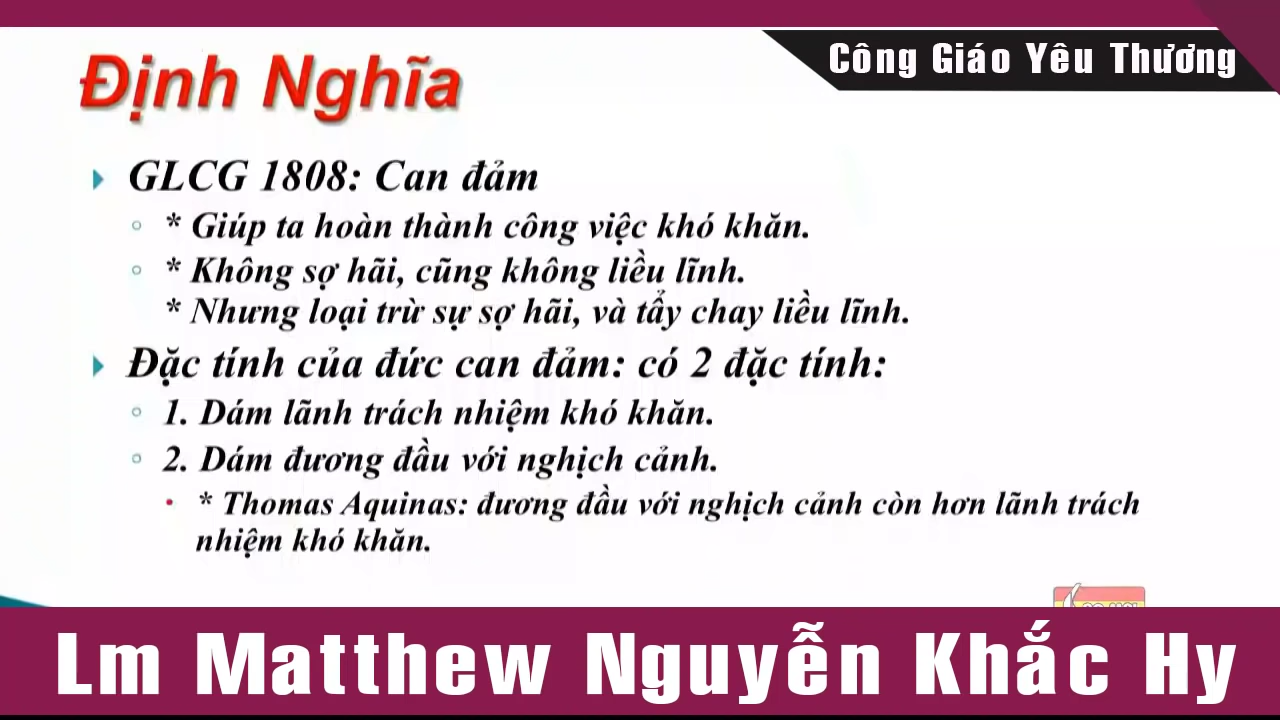 Công Giáo Yêu Thương
Định Nghĩa
GLCG 1808: Can đảm
* Giúp ta hoàn thành công việc khó khăn.
* Không sợ hãi, cũng không liều lĩnh.
* Nhưng loại trừ sự sợ hãi, và tẩy chay liều lĩnh.
Đặc tính của đức can đảm: có 2 đặc tính:
1. Dám lãnh trách nhiệm khó khăn.
2. Dám đương đầu với nghịch cảnh.
* Thomas Aquinas: đương đầu với nghịch cảnh còn hơn lãnh trách
nhiệm khó khăn.
Lm Matthew Nguyễn Khắc Hy